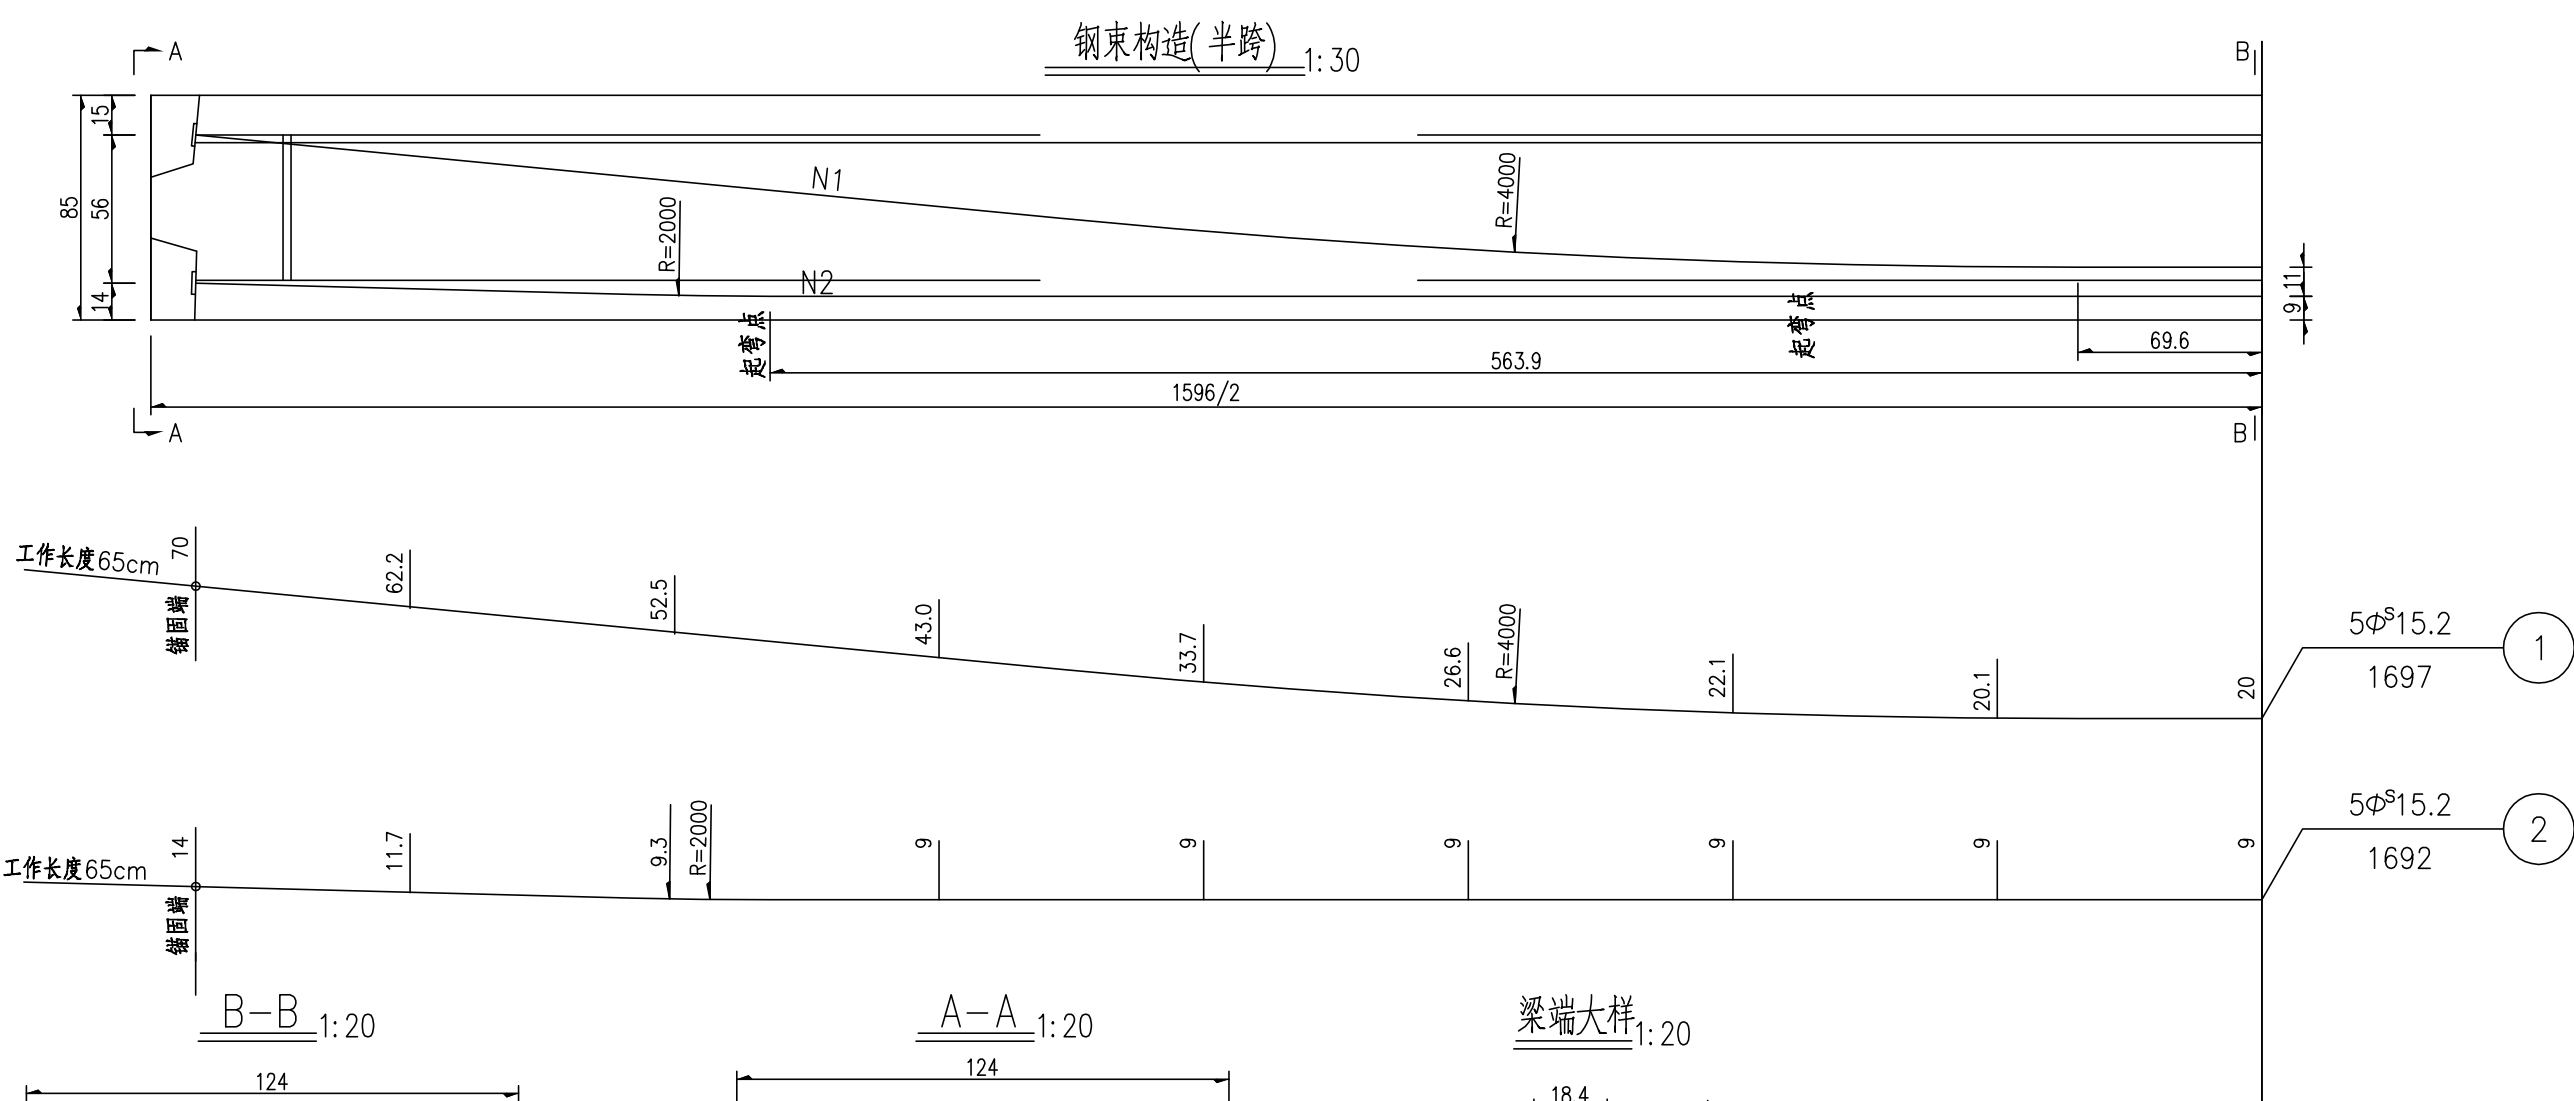 钢束构造(半跨) 1:30
A
B
15
56
14
85
N1
R=2000
N2
R=4000
起弯点
起弯点
11
9
69.6
563.9
1596/2
A
B
工作长度65cm
70
锚固端
62.2
52.5
43.0
33.7
26.6
R=4000
22.1
20.1
20
5Φˢ15.2
1697
1
工作长度65cm
14
锚固端
11.7
9.3
R=2000
9
9
9
9
9
9
5Φˢ15.2
1692
2
B-B 1:20
A-A 1:20
梁端大样 1:20
124
124
18.4